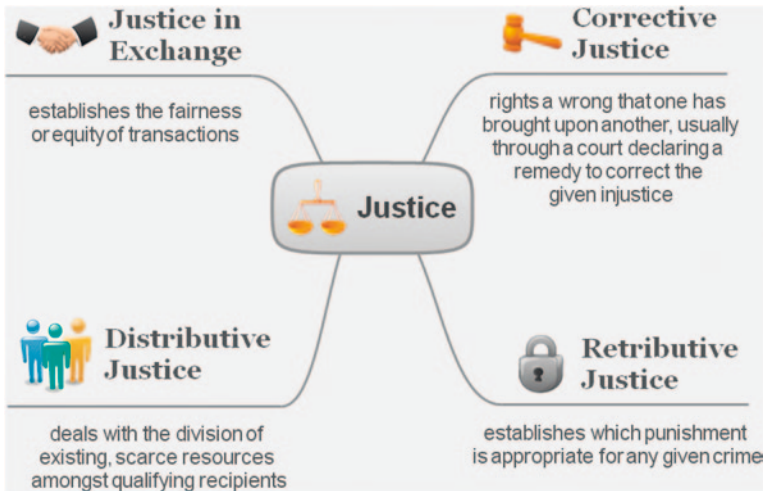 Justice in
Exchange
establishes the fairness
or equity of transactions
Corrective
Justice
rights a wrong that one has
brought upon another, usually
through a court declaring a
remedy to correct the
given injustice
Justice
Distributive
Justice
deals with the division of
existing, scarce resources
amongst qualifying recipients
Retributive
Justice
establishes which punishment
is appropriate for any given crime